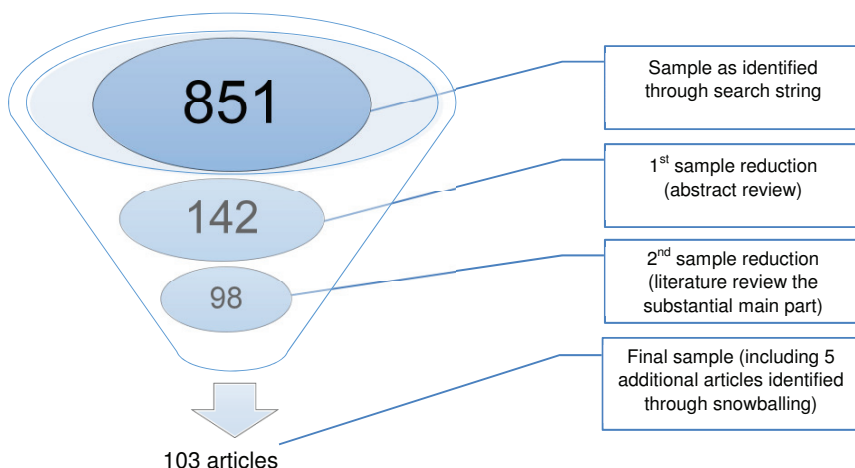 851
Sample as identified
through search string
142
1st sample reduction
(abstract review)
98
2nd sample reduction
(literature review the
substantial main part)
Final sample (including 5
additional articles identified
through snowballing)
103 articles